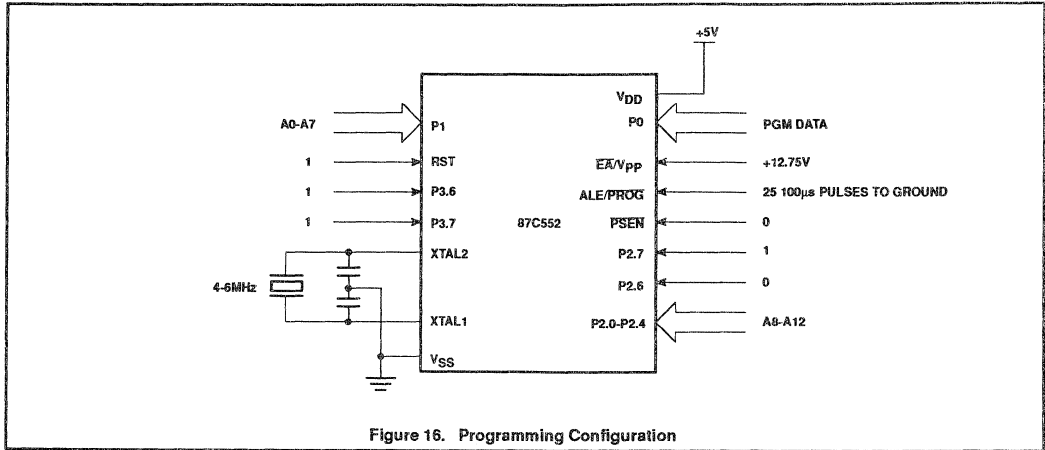 +5V
VDD
A0-A7
P1
P0
PGM DATA
1
RST
EA/VPP
+12.75V
1
P3.6
ALE/PROG
25 100µs PULSES TO GROUND
1
P3.7
87C552
PSEN
0
XTAL2
P2.7
1
4-6MHz
P2.6
0
XTAL1
P2.0-P2.4
A8-A12
VSS
Figure 16. Programming Configuration